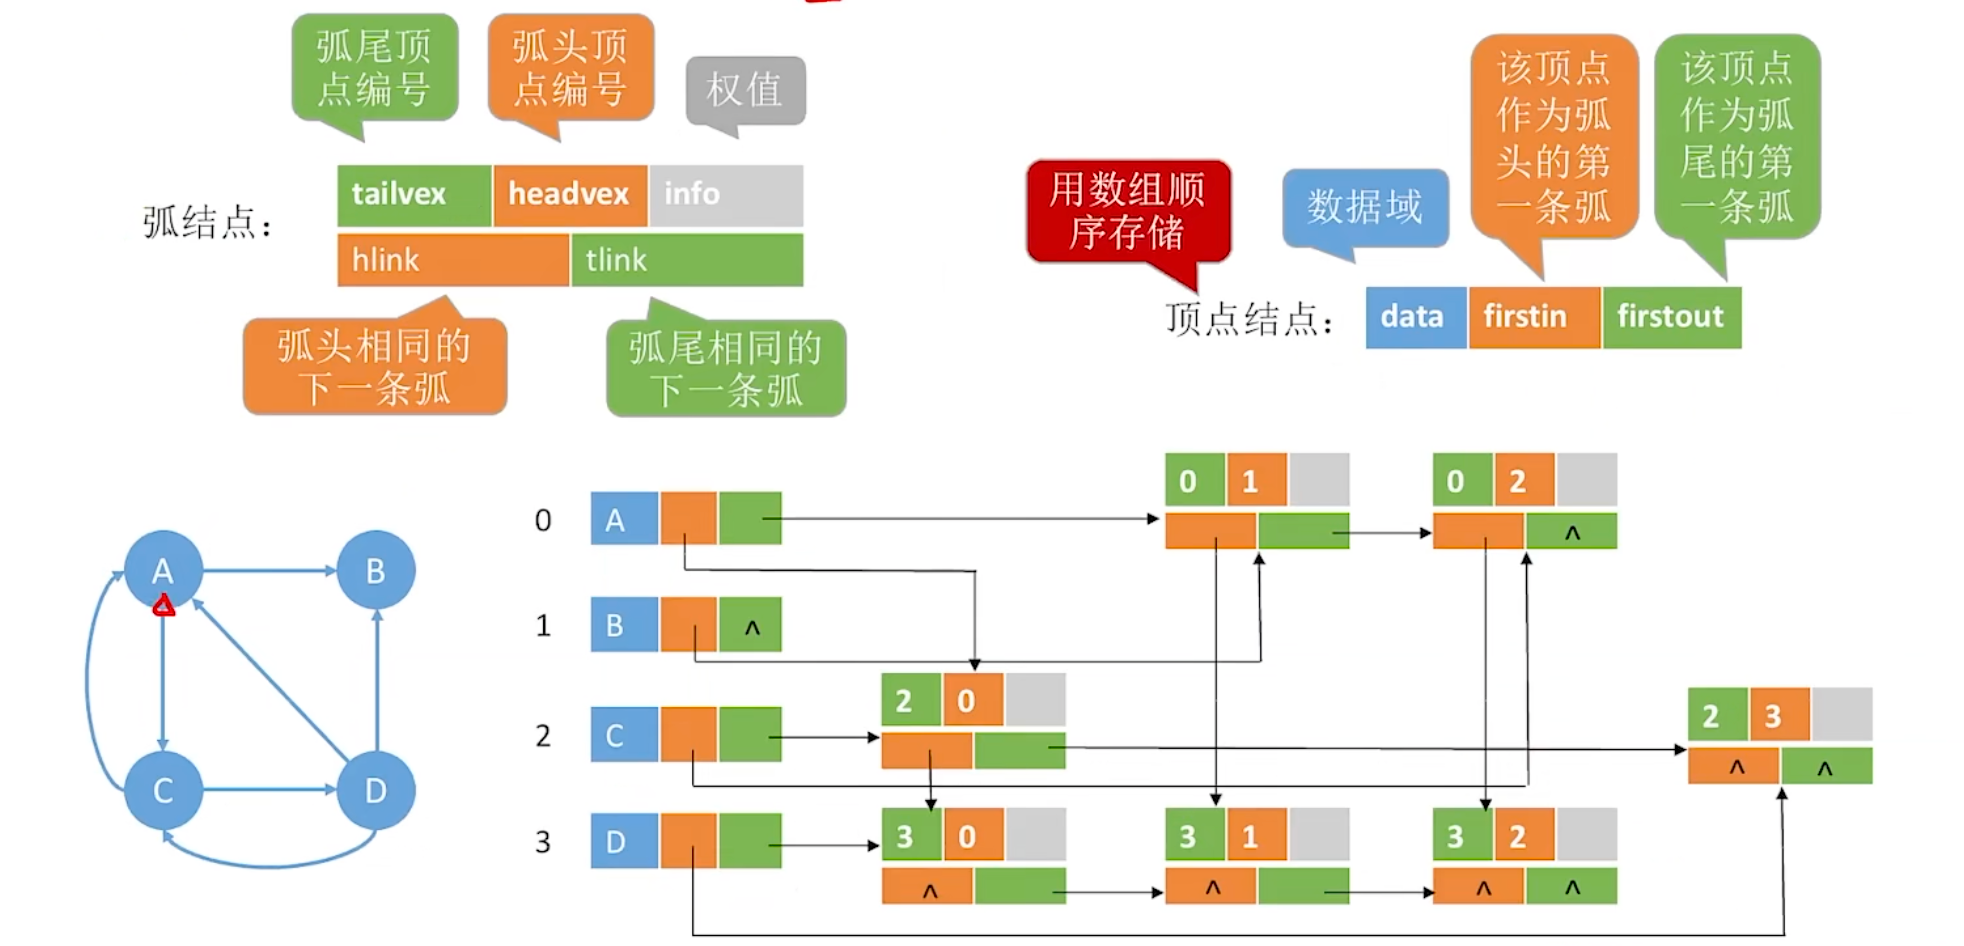 弧尾顶
点编号
弧头顶
点编号
权值
tailvex headvex info
弧结点：
hlink tlink
弧头相同的
下一条弧
弧尾相同的
下一条弧
用数组顺
序存储
数据域
该顶点
作为弧
头的第
一条弧
该顶点
作为弧
尾的第
一条弧
顶点结点：
data firstin firstout
A B
C D
0 A
0 1
0 2
^
1 B ^
2 C
2 0
2 3
^ ^
3 D
3 0
^
3 1
^
3 2
^ ^